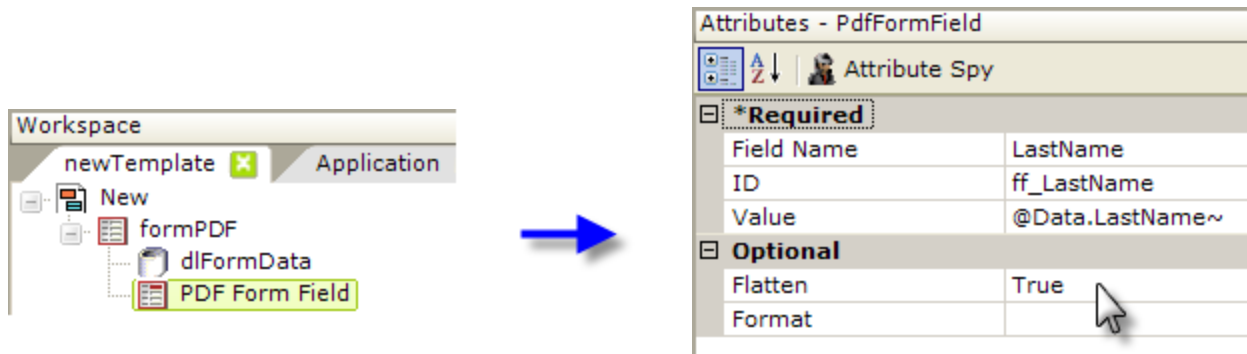 Workspace
newTemplate Application
New
formPDF
dlFormData
PDF Form Field
Attributes - PdfFormField
A Z Attribute Spy
*Required
Field Name LastName
ID ff_LastName
Value @Data.LastName~
Optional
Flatten True
Format